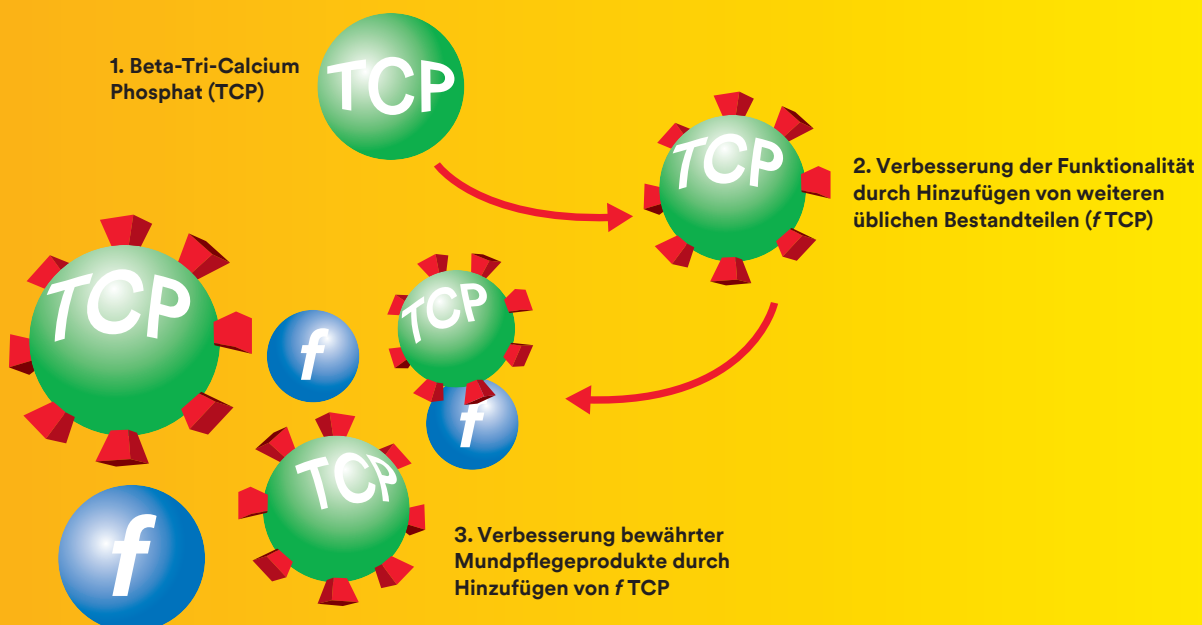 1. Beta-Tri-Calcium
Phosphat (TCP)
TCP
TCP
2. Verbesserung der Funktionalität
durch Hinzufügen von weiteren
üblichen Bestandteilen (f TCP)
TCP
f
TCP
f
TCP
f
3. Verbesserung bewährter
Mundpflegeprodukte durch
Hinzufügen von f TCP